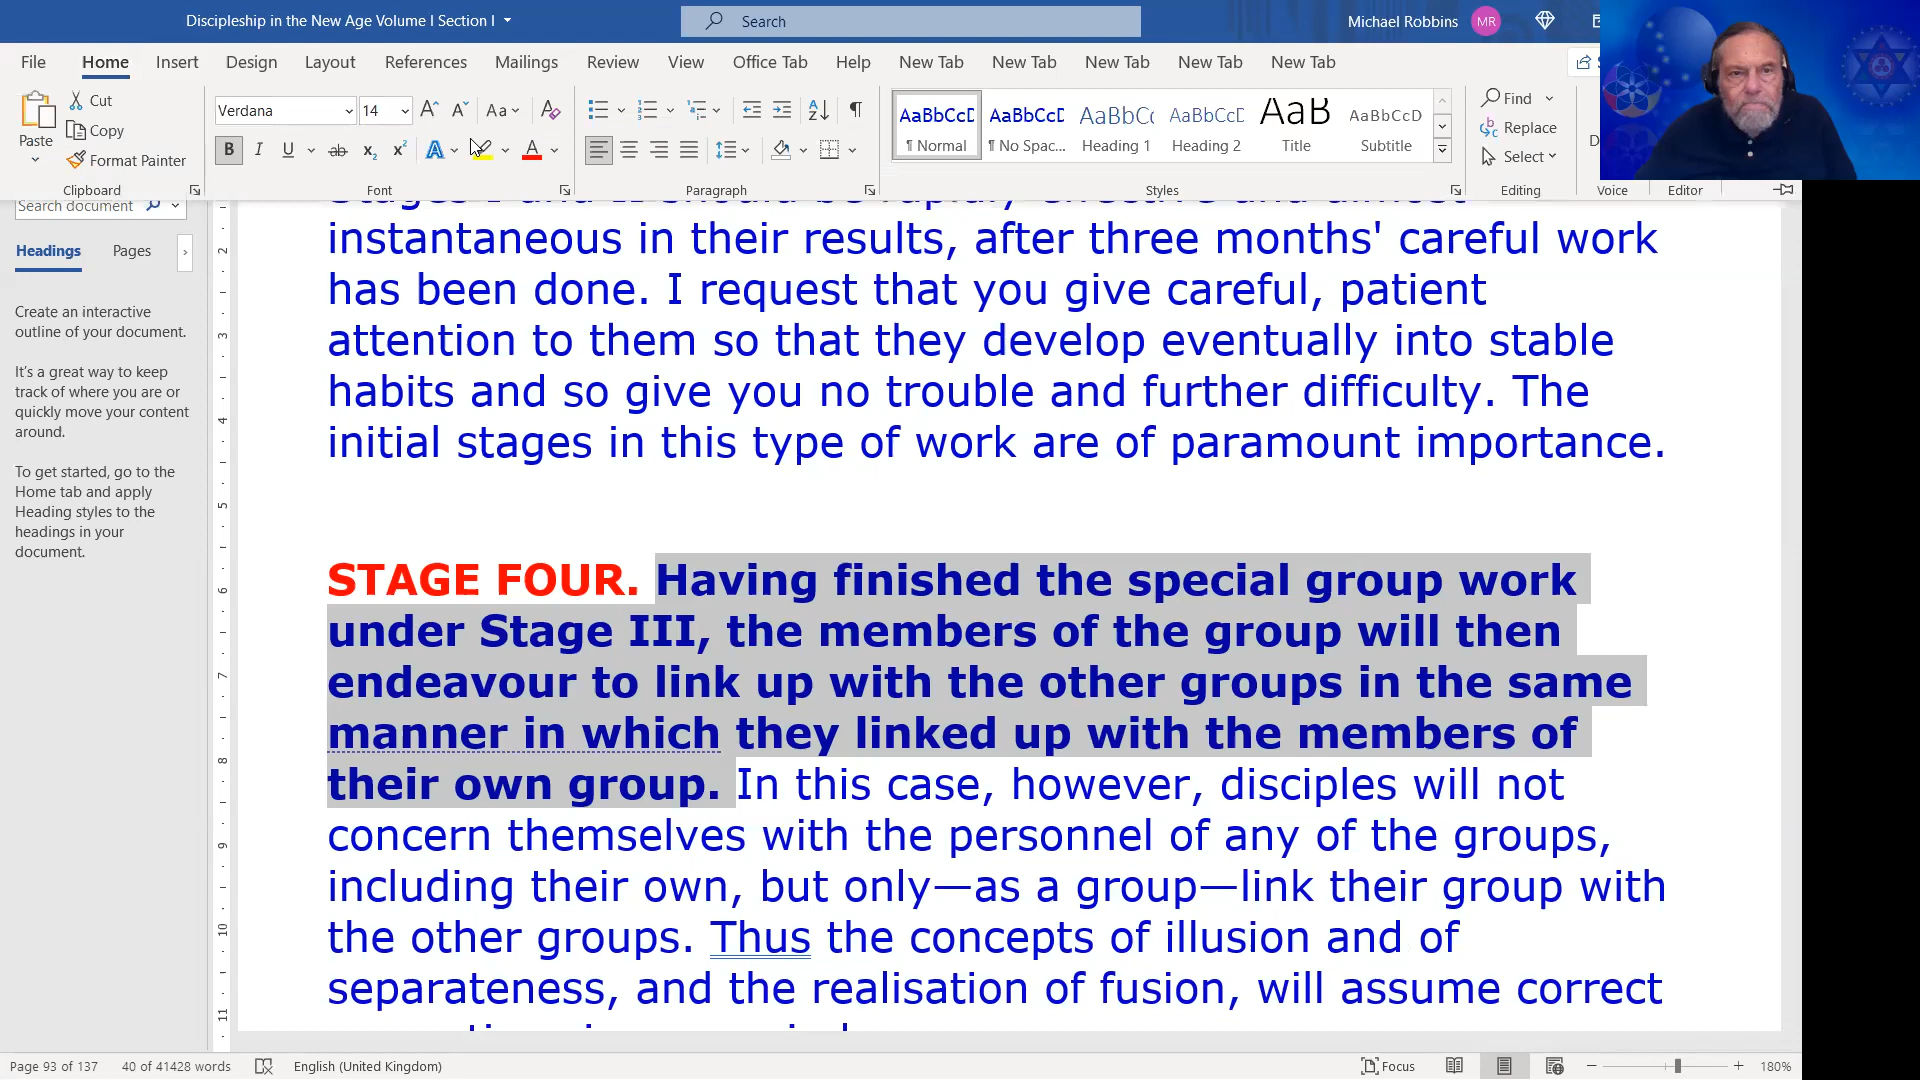 Discipleship in the New Age Volume I Section I
Search
Michael Robbins
MR
File
Home
Insert
Design
Layout
References
Mailings
Review
View
Office Tab
Help
New Tab
New Tab
New Tab
New Tab
New Tab
Paste
Cut
Copy
Format Painter
Clipboard
Verdana
14
Font
Paragraph
AaBbCcD
¶ Normal
AaBbCcD
¶ No Spac...
AaBbCc
Heading 1
AaBbCcD
Heading 2
AaB
Title
AaBbCcD
Subtitle
Styles
Find
Replace
Select
Editing
Voice
Editor
Search document
Headings
Pages
Create an interactive
outline of your document.
It's a great way to keep
track of where you are or
quickly move your content
around.
To get started, go to the
Home tab and apply
Heading styles to the
headings in your
document.
Stages I and II should be rapidly effective and almost
instantaneous in their results, after three months' careful work
has been done. I request that you give careful, patient
attention to them so that they develop eventually into stable
habits and so give you no trouble and further difficulty. The
initial stages in this type of work are of paramount importance.
STAGE FOUR. Having finished the special group work
under Stage III, the members of the group will then
endeavour to link up with the other groups in the same
manner in which they linked up with the members of
their own group. In this case, however, disciples will not
concern themselves with the personnel of any of the groups,
including their own, but only—as a group—link their group with
the other groups. Thus the concepts of illusion and of
separateness, and the realisation of fusion, will assume correct
Page 93 of 137
40 of 41428 words
English (United Kingdom)
Focus
180%